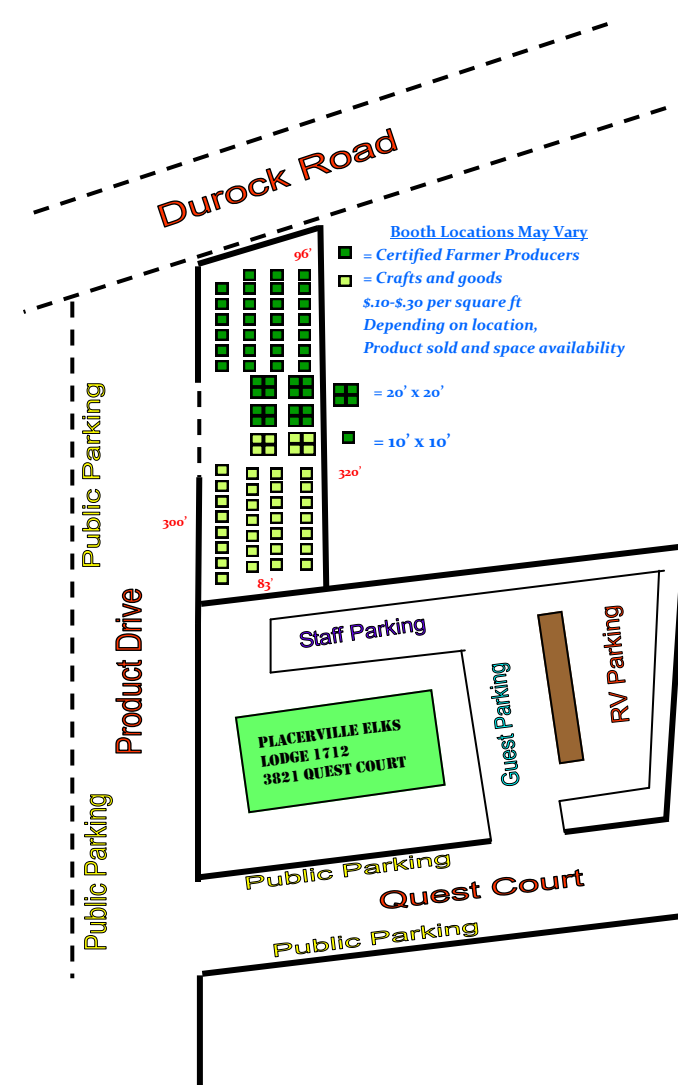 Durock Road
Booth Locations May Vary
96'
= Certified Farmer Producers
= Crafts and goods
$.10-$.30 per square ft
Depending on location,
Product sold and space availability
= 20' x 20'
= 10' x 10'
Public Parking
320'
300'
83'
Product Drive
Staff Parking
Guest Parking
RV Parking
PLACERVILLE ELKS
LODGE 1712
3821 QUEST COURT
Public Parking
Public Parking
Quest Court
Public Parking